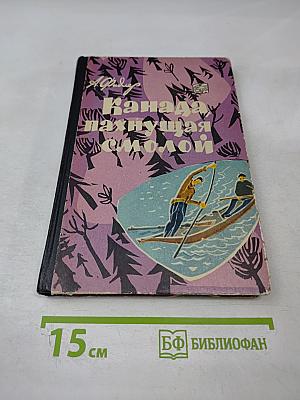 Канада,
пахнущая
смолой
15 см
БФ БИБЛИОФАН